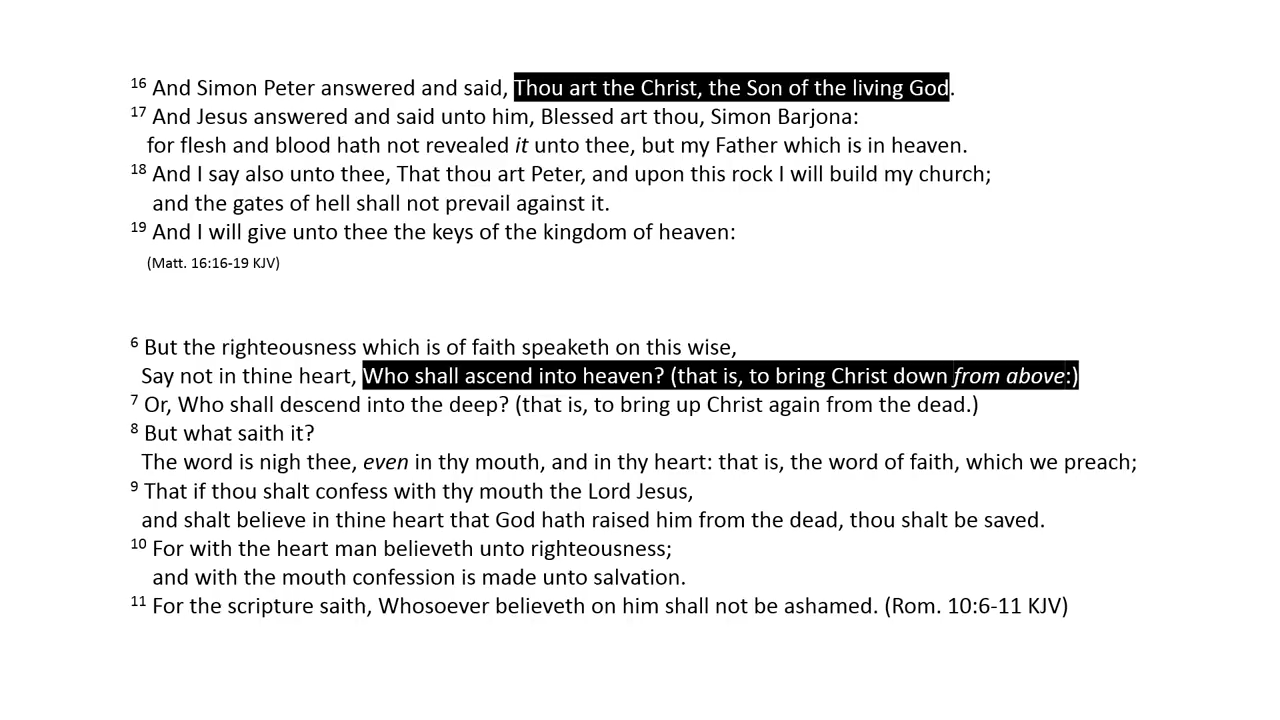 16 And Simon Peter answered and said, Thou art the Christ, the Son of the living God.
17 And Jesus answered and said unto him, Blessed art thou, Simon Barjona:
for flesh and blood hath not revealed it unto thee, but my Father which is in heaven.
18 And I say also unto thee, That thou art Peter, and upon this rock I will build my church;
and the gates of hell shall not prevail against it.
19 And I will give unto thee the keys of the kingdom of heaven:
(Matt. 16:16-19 KJV)
6 But the righteousness which is of faith speaketh on this wise,
Say not in thine heart, Who shall ascend into heaven? (that is, to bring Christ down from above:)
7 Or, Who shall descend into the deep? (that is, to bring up Christ again from the dead.)
8 But what saith it?
The word is nigh thee, even in thy mouth, and in thy heart: that is, the word of faith, which we preach;
9 That if thou shalt confess with thy mouth the Lord Jesus,
and shalt believe in thine heart that God hath raised him from the dead, thou shalt be saved.
10 For with the heart man believeth unto righteousness;
and with the mouth confession is made unto salvation.
11 For the scripture saith, Whosoever believeth on him shall not be ashamed. (Rom. 10:6-11 KJV)